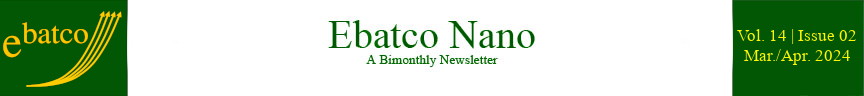 ebatco
Ebatco Nano
A Bimonthly Newsletter
Vol. 14 | Issue 02
Mar./Apr. 2024